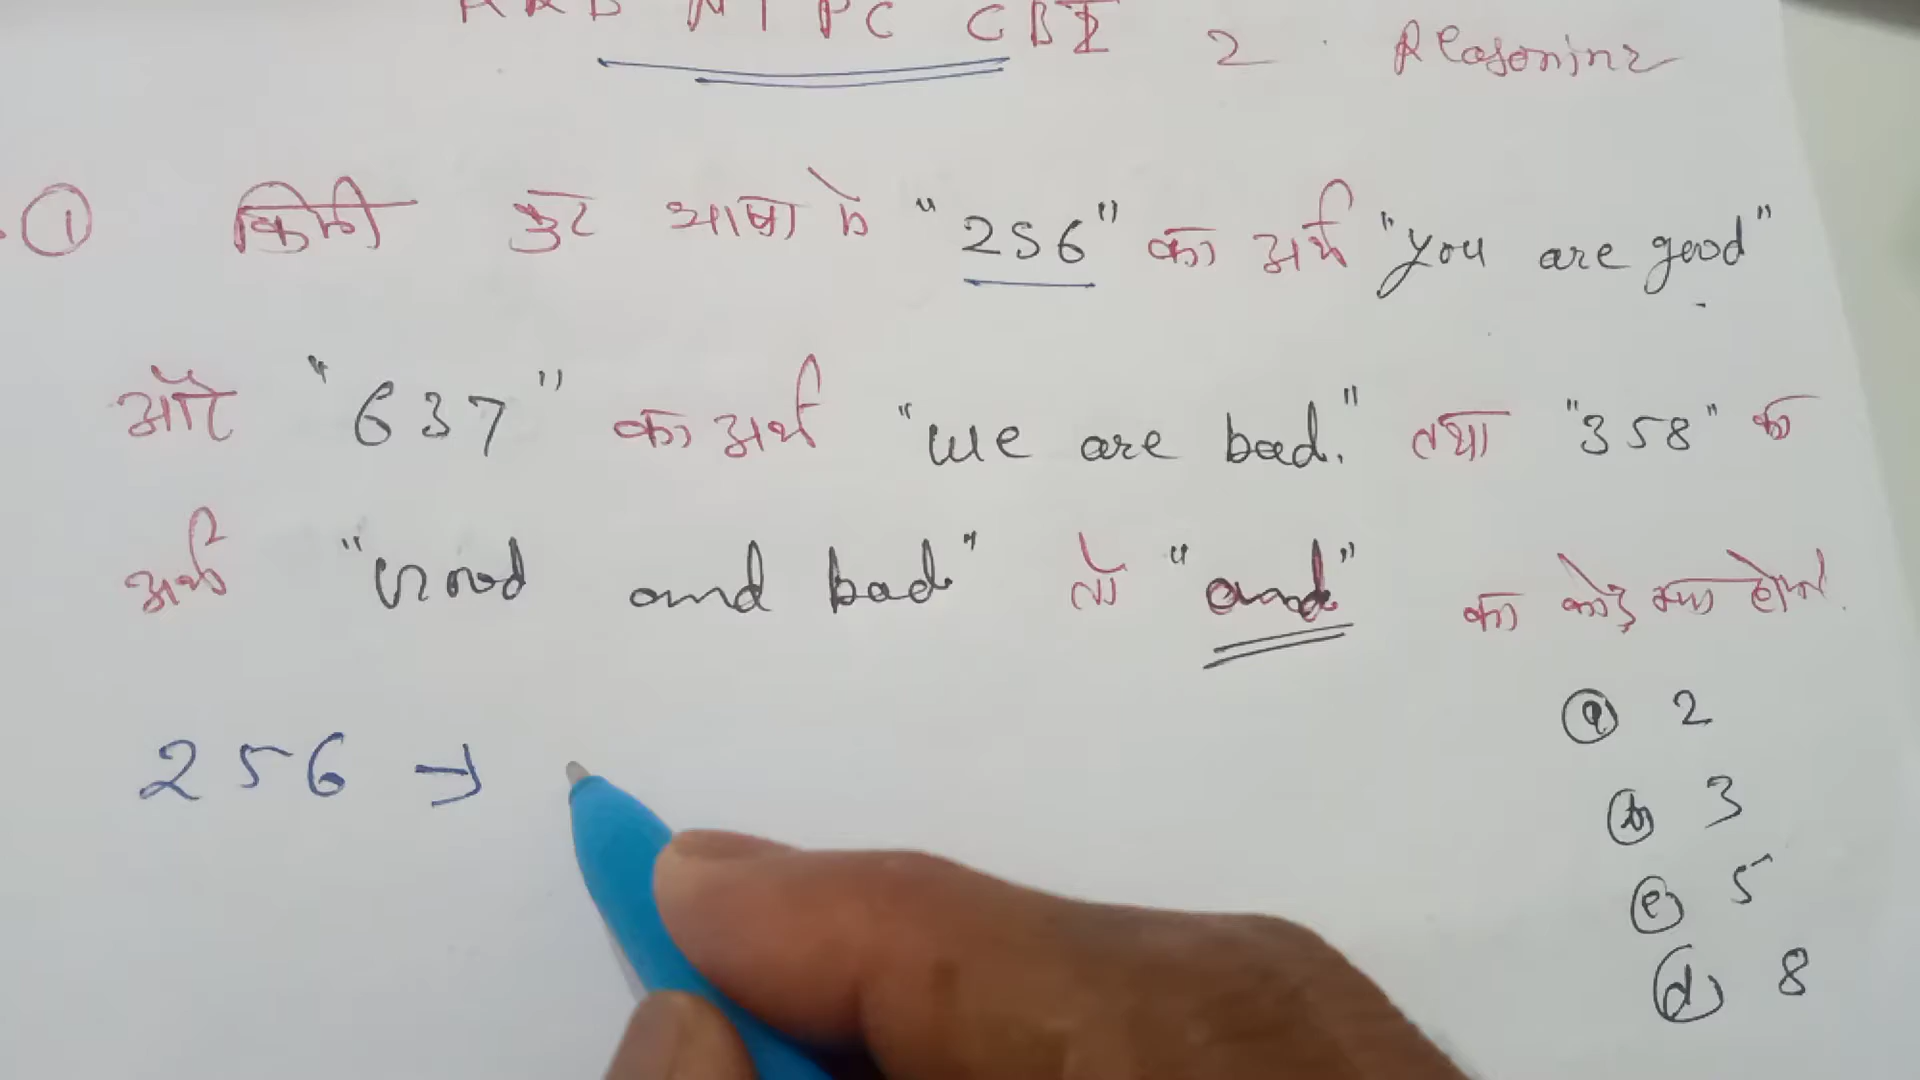 RRB NTPC CBT 2 . Reasoning
① किसी कुट भाषा मे "256" का अर्थ "you are good"
और "637" का अर्थ "we are bad." तथा "358" का
अर्थ "Good and bad" तो "and" का कोड क्या होगा.
256 →
ⓐ 2
ⓑ 3
ⓒ 5
ⓓ 8